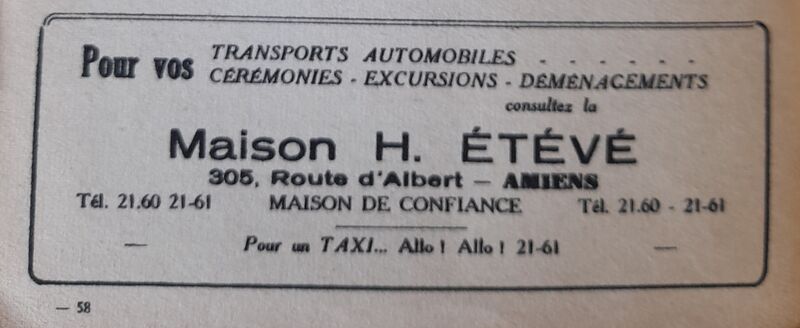 Pour vos TRANSPORTS AUTOMOBILES . . . . . .
CÉRÉMONIES - EXCURSIONS - DÉMÉNAGEMENTS
consultez la
Maison H. ÉTÉVÉ
305, Route d'Albert — AMIENS
Tél. 21.60 21-61 MAISON DE CONFIANCE Tél. 21.60 - 21-61
— Pour un TAXI... Allo ! Allo ! 21-61 —
— 58